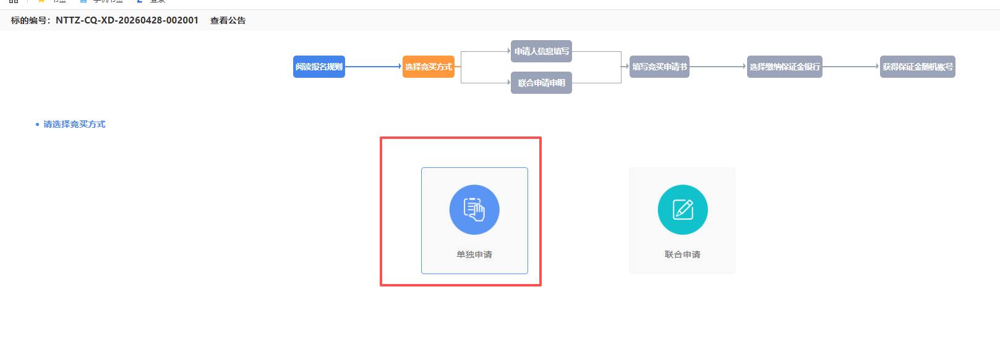 标的编号：NTTZ-CQ-XD-20260428-002001 查看公告
申请人信息填写
阅读报名规则 选择竞买方式 填写竞买申请书 选择缴纳保证金银行 获得保证金随机账号
联合申请申明
请选择竞买方式
单独申请 联合申请